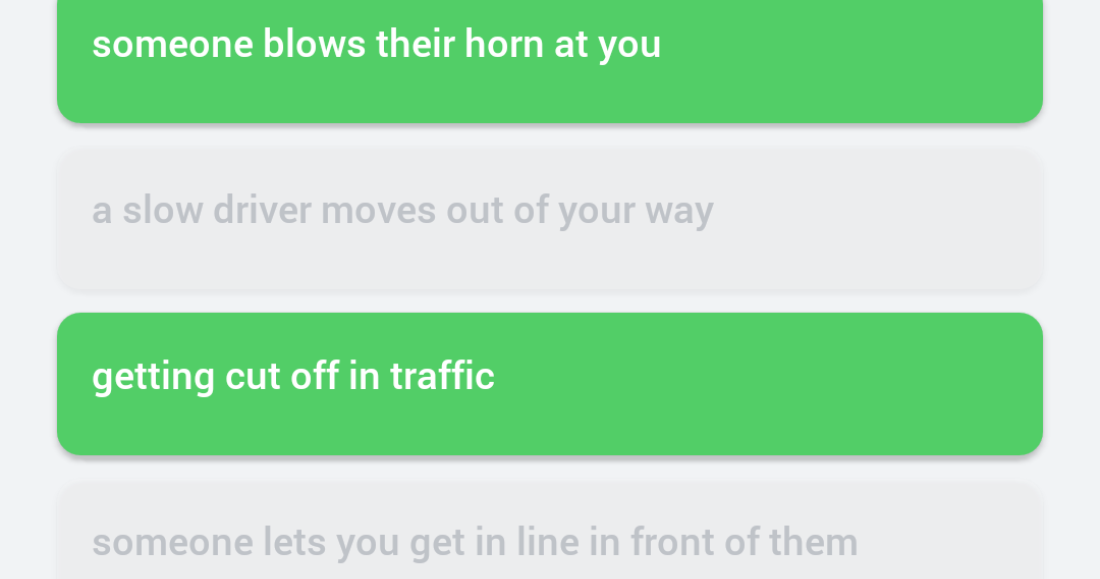 someone blows their horn at you
a slow driver moves out of your way
getting cut off in traffic
someone lets you get in line in front of them